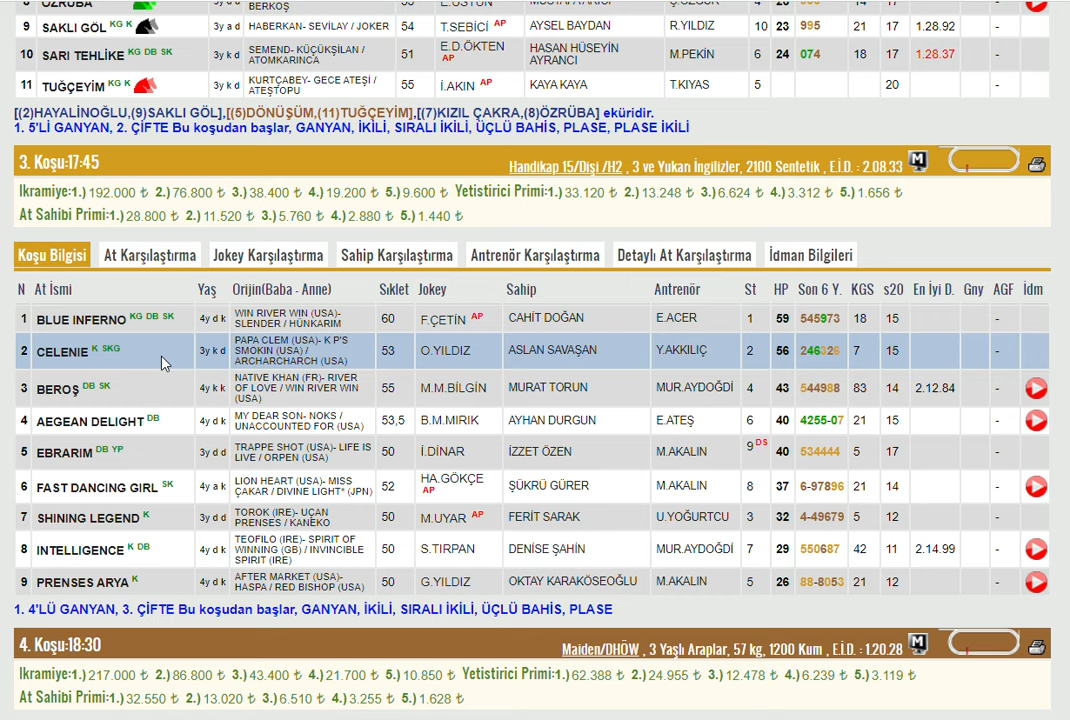 8 ÖZRUBA
BERKOŞ
9 SAKLI GÖL KG K 3y a d HABERKAN- SEVİLAY / JOKER 54 T.SEBİCİ AP AYSEL BAYDAN R.YILDIZ 10 23 995 21 17 1.28.92 -
10 SARI TEHLİKE KG DB SK 3y k d SEMEND- KÜÇÜKŞİLAN / ATOMKARINCA 51 E.D.ÖKTEN AP HASAN HÜSEYİN AYRANCI M.PEKİN 6 24 074 18 17 1.28.37 -
11 TUĞÇEYİM KG K 3y k d KURTCABEY- GECE ATEŞİ / ATEŞTOPU 55 İ.AKIN AP KAYA KAYA T.KIYAS 5 20 -
[(2)HAYALİNOĞLU,(9)SAKLI GÖL],[(5)DÖNÜŞÜM,(11)TUĞÇEYİM],[(7)KIZIL ÇAKRA,(8)ÖZRÜBA] eküridir.
1. 5'Lİ GANYAN, 2. ÇİFTE Bu koşudan başlar, GANYAN, İKİLİ, SIRALI İKİLİ, ÜÇLÜ BAHİS, PLASE, PLASE İKİLİ
3. Koşu:17:45 Handikap 15/Dişi /H2 , 3 ve Yukarı İngilizler, 2100 Sentetik , E.İ.D. : 2.08.33 M
Ikramiye:1.) 192.000 ₺ 2.) 76.800 ₺ 3.) 38.400 ₺ 4.) 19.200 ₺ 5.) 9.600 ₺ Yetistirici Primi:1.) 33.120 ₺ 2.) 13.248 ₺ 3.) 6.624 ₺ 4.) 3.312 ₺ 5.) 1.656 ₺
At Sahibi Primi:1.) 28.800 ₺ 2.) 11.520 ₺ 3.) 5.760 ₺ 4.) 2.880 ₺ 5.) 1.440 ₺
Koşu Bilgisi At Karşılaştırma Jokey Karşılaştırma Sahip Karşılaştırma Antrenör Karşılaştırma Detaylı At Karşılaştırma İdman Bilgileri
N At İsmi Yaş Orijin(Baba - Anne) Sıklet Jokey Sahip Antrenör St HP Son 6 Y. KGS s20 En İyi D. Gny AGF İdm
1 BLUE INFERNO KG DB SK 4y d k WIN RIVER WIN (USA)- SLENDER / HÜNKARIM 60 F.ÇETİN AP CAHİT DOĞAN E.ACER 1 59 545973 18 15 -
2 CELENIE K SKG 3y k d PAPA CLEM (USA)- K P'S SMOKIN (USA) / ARCHARCHARCH (USA) 53 O.YILDIZ ASLAN SAVAŞAN Y.AKKILIÇ 2 56 246326 7 15 -
3 BEROŞ DB SK 4y k k NATIVE KHAN (FR)- RIVER OF LOVE / WIN RIVER WIN (USA) 55 M.M.BİLGİN MURAT TORUN MUR.AYDOĞDİ 4 43 544988 83 14 2.12.84 -
4 AEGEAN DELIGHT DB 4y d k MY DEAR SON- NOKS / UNACCOUNTED FOR (USA) 53,5 B.M.MIRIK AYHAN DURGUN E.ATEŞ 6 40 4255-07 21 15 -
5 EBRARIM DB YP 3y d d TRAPPE SHOT (USA)- LIFE IS LIVE / ORPEN (USA) 50 İ.DİNAR İZZET ÖZEN M.AKALIN 9 DS 40 534444 5 17 -
6 FAST DANCING GIRL SK 4y a k LION HEART (USA)- MISS ÇAKAR / DIVINE LIGHT* (JPN) 52 HA.GÖKÇE AP ŞÜKRÜ GÜRER M.AKALIN 8 37 6-97896 21 14 -
7 SHINING LEGEND K 3y d d TOROK (IRE)- UÇAN PRENSES / KANEKO 50 M.UYAR AP FERİT SARAK U.YOĞURTCU 3 32 4-49679 5 12 -
8 INTELLIGENCE K DB 4y d k TEOFILO (IRE)- SPIRIT OF WINNING (GB) / INVINCIBLE SPIRIT (IRE) 50 S.TIRPAN DENİSE ŞAHİN MUR.AYDOĞDİ 7 29 550687 42 11 2.14.99 -
9 PRENSES ARYA K 4y d k AFTER MARKET (USA)- HASPA / RED BISHOP (USA) 50 G.YILDIZ OKTAY KARAKÖSEOĞLU M.AKALIN 5 26 88-8053 21 12 -
1. 4'LÜ GANYAN, 3. ÇİFTE Bu koşudan başlar, GANYAN, İKİLİ, SIRALI İKİLİ, ÜÇLÜ BAHİS, PLASE
4. Koşu:18:30 Maiden/DHÖW , 3 Yaşlı Araplar, 57 kg, 1200 Kum , E.İ.D. : 1.20.28 M
Ikramiye:1.) 217.000 ₺ 2.) 86.800 ₺ 3.) 43.400 ₺ 4.) 21.700 ₺ 5.) 10.850 ₺ Yetistirici Primi:1.) 62.388 ₺ 2.) 24.955 ₺ 3.) 12.478 ₺ 4.) 6.239 ₺ 5.) 3.119 ₺
At Sahibi Primi:1.) 32.550 ₺ 2.) 13.020 ₺ 3.) 6.510 ₺ 4.) 3.255 ₺ 5.) 1.628 ₺